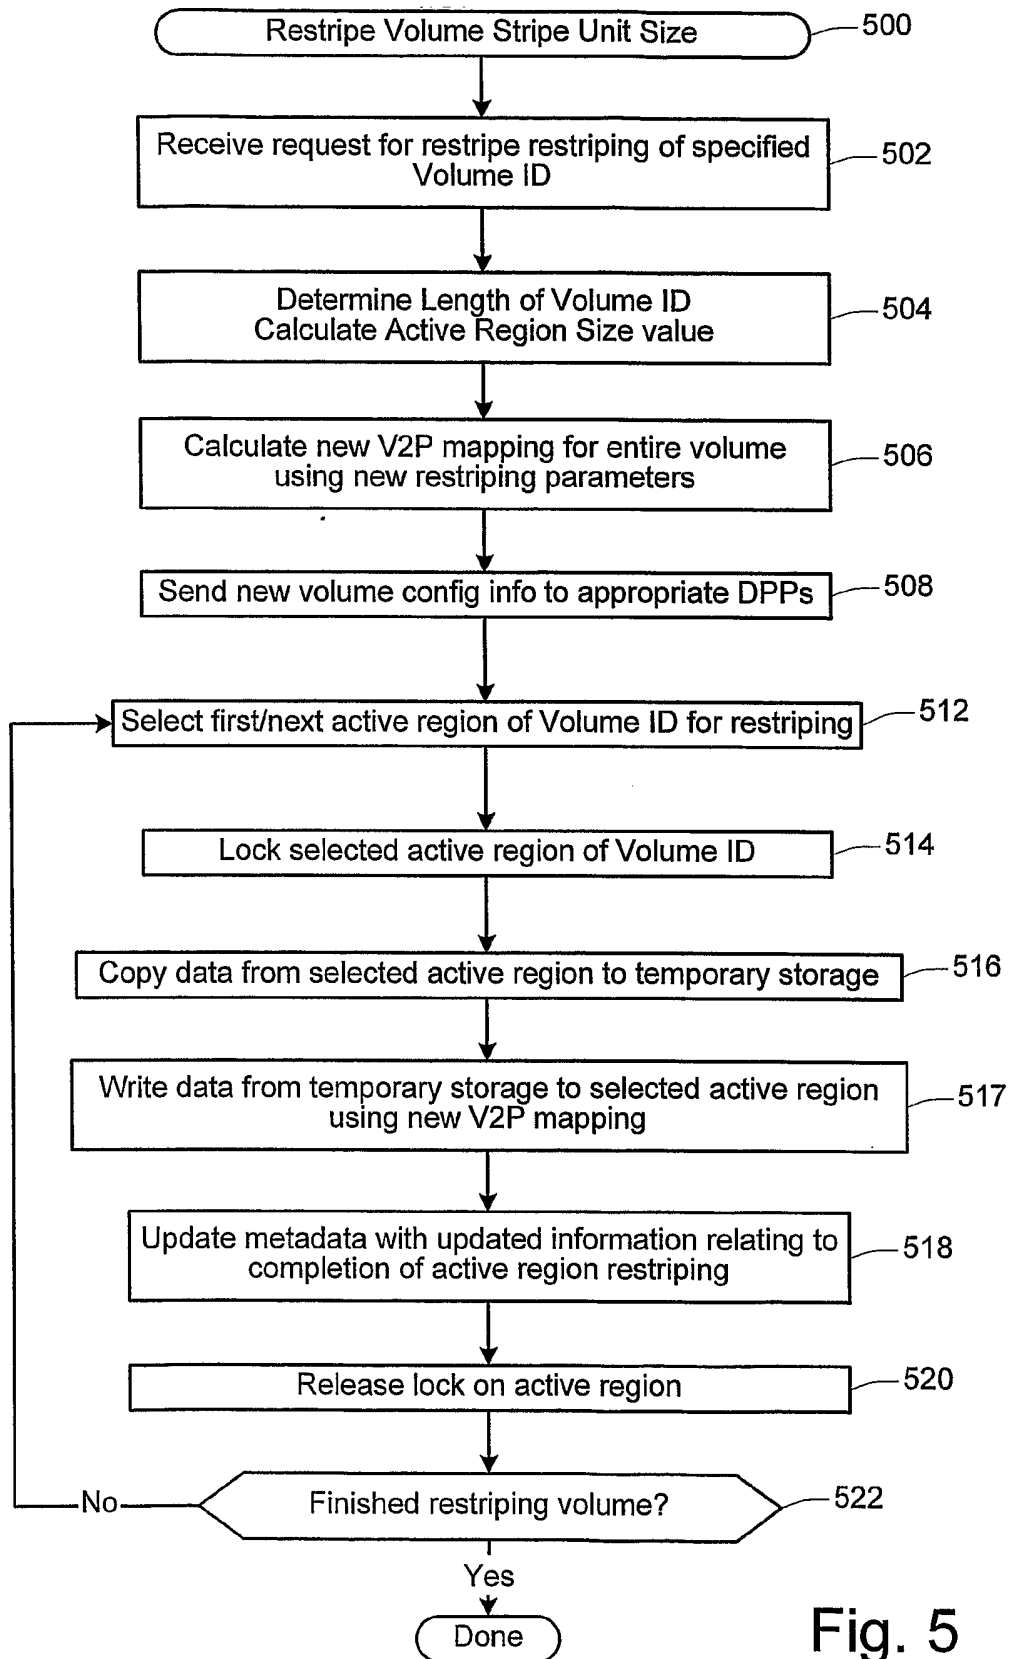 Restripe Volume Stripe Unit Size
500
Receive request for restripe restriping of specified
Volume ID
502
Determine Length of Volume ID
Calculate Active Region Size value
504
Calculate new V2P mapping for entire volume
using new restriping parameters
506
Send new volume config info to appropriate DPPs
508
Select first/next active region of Volume ID for restriping
512
Lock selected active region of Volume ID
514
Copy data from selected active region to temporary storage
516
Write data from temporary storage to selected active region
using new V2P mapping
517
Update metadata with updated information relating to
completion of active region restriping
518
Release lock on active region
520
Finished restriping volume?
522
No
Yes
Done
Fig. 5